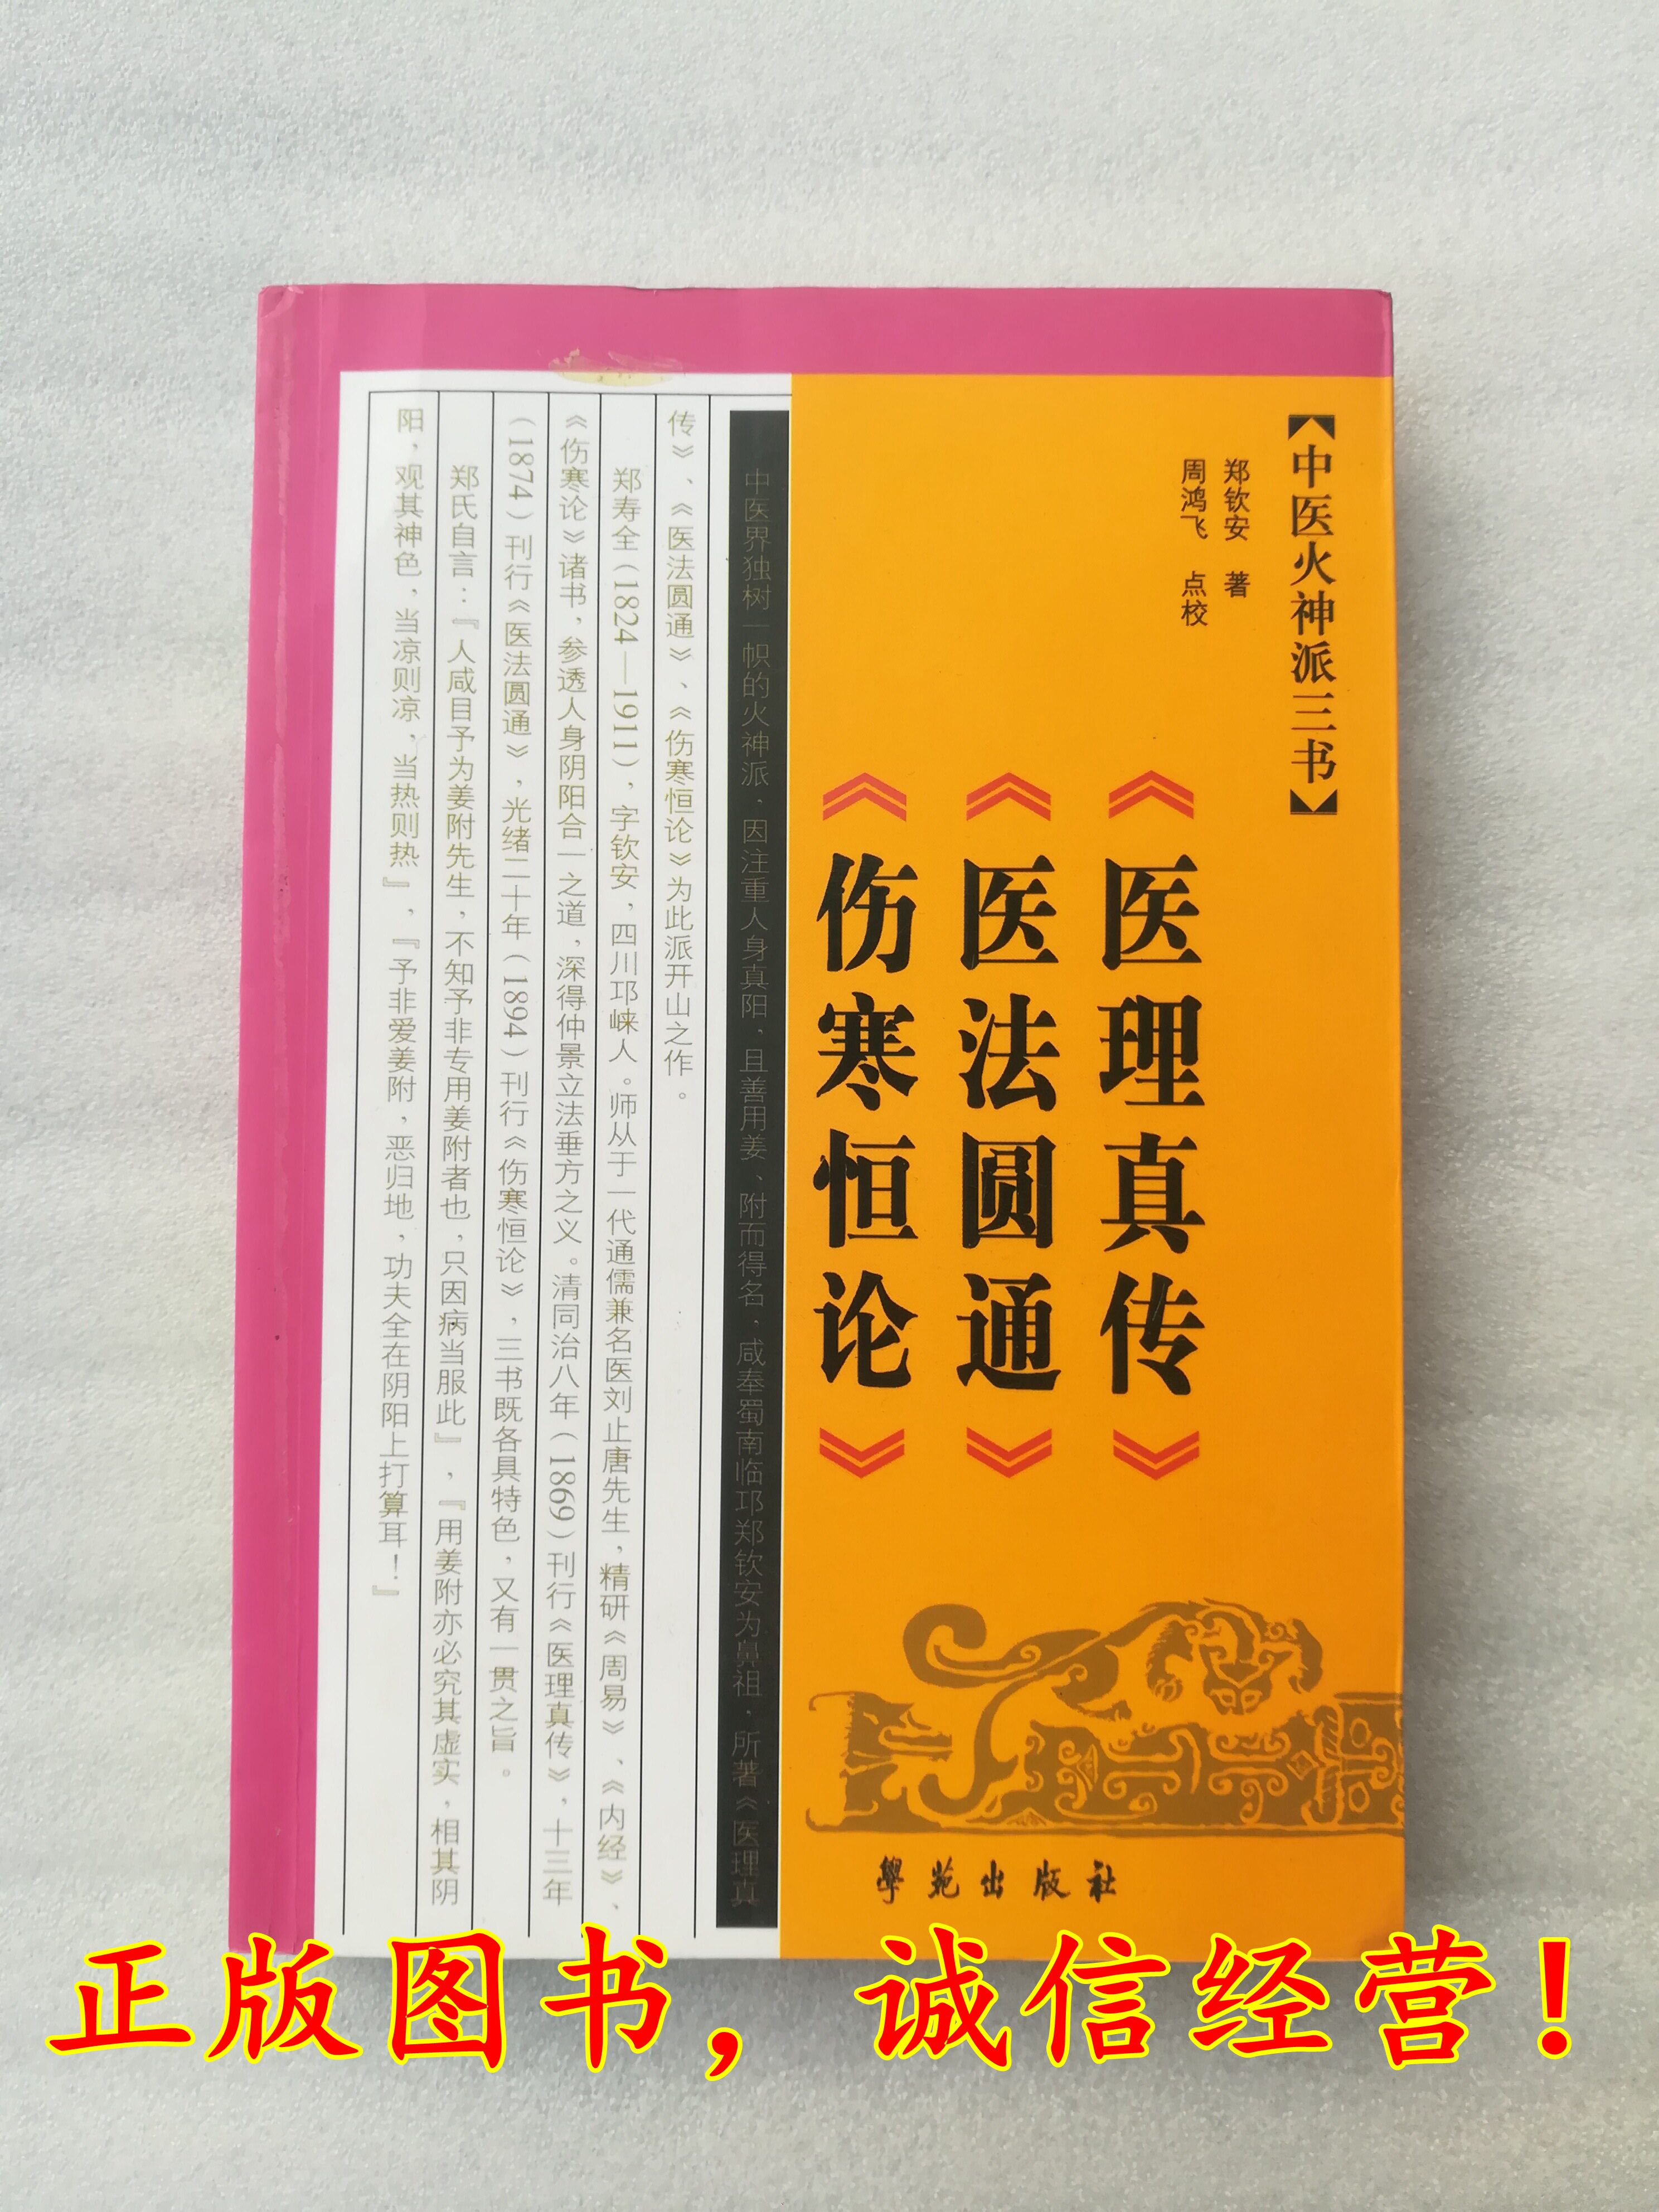 【中医火神派三书】
郑钦安 著
周鸿飞 点校
《医理真传》
《医法圆通》
《伤寒恒论》
中医界独树一帜的火神派，因注重人身真阳，且善用姜、附而得名，咸奉蜀南临邛郑钦安为鼻祖，所著《医理真
传》、《医法圆通》、《伤寒恒论》为此派开山之作。
郑寿全（1824—1911），字钦安，四川邛崃人。师从于一代通儒兼名医刘止唐先生，精研《周易》、《内经》、
《伤寒论》诸书，参透人身阴阳合一之道，深得仲景立法垂方之义。清同治八年（1869）刊行《医理真传》，十三年
（1874）刊行《医法圆通》，光绪二十年（1894）刊行《伤寒恒论》，三书既各具特色，又有一贯之旨。
郑氏自言：『人咸目予为姜附先生，不知予非专用姜附者也，只因病当服此』，『用姜附亦必究其虚实，相其阴
阳，观其神色，当凉则凉，当热则热』，『予非爱姜附，恶归地，功夫全在阴阳上打算耳！』
學苑出版社
正版图书，诚信经营！